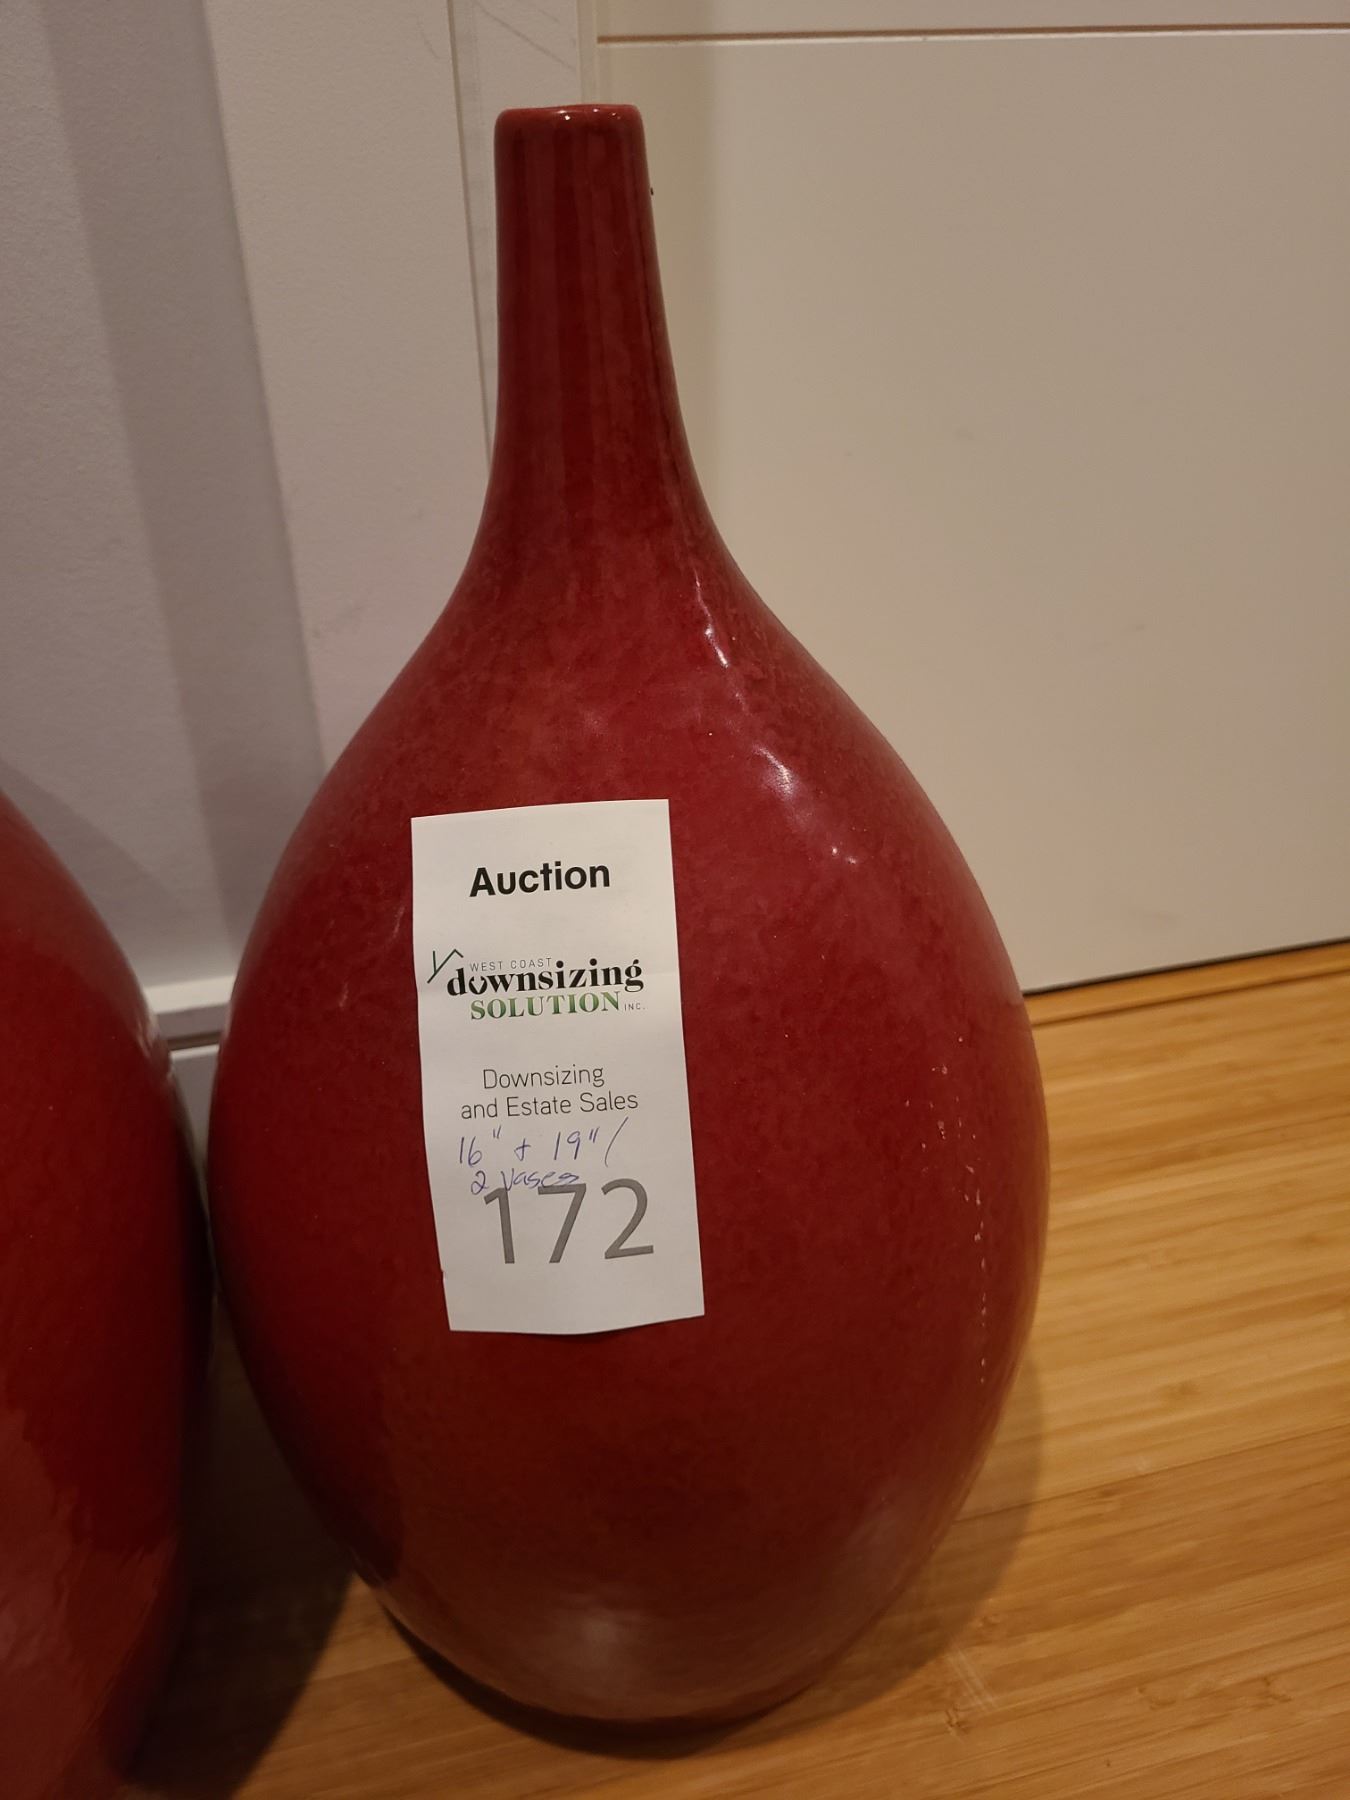 Auction
WEST COAST
downsizing
SOLUTION INC.
Downsizing
and Estate Sales
16" + 19" /
2 Vases
172